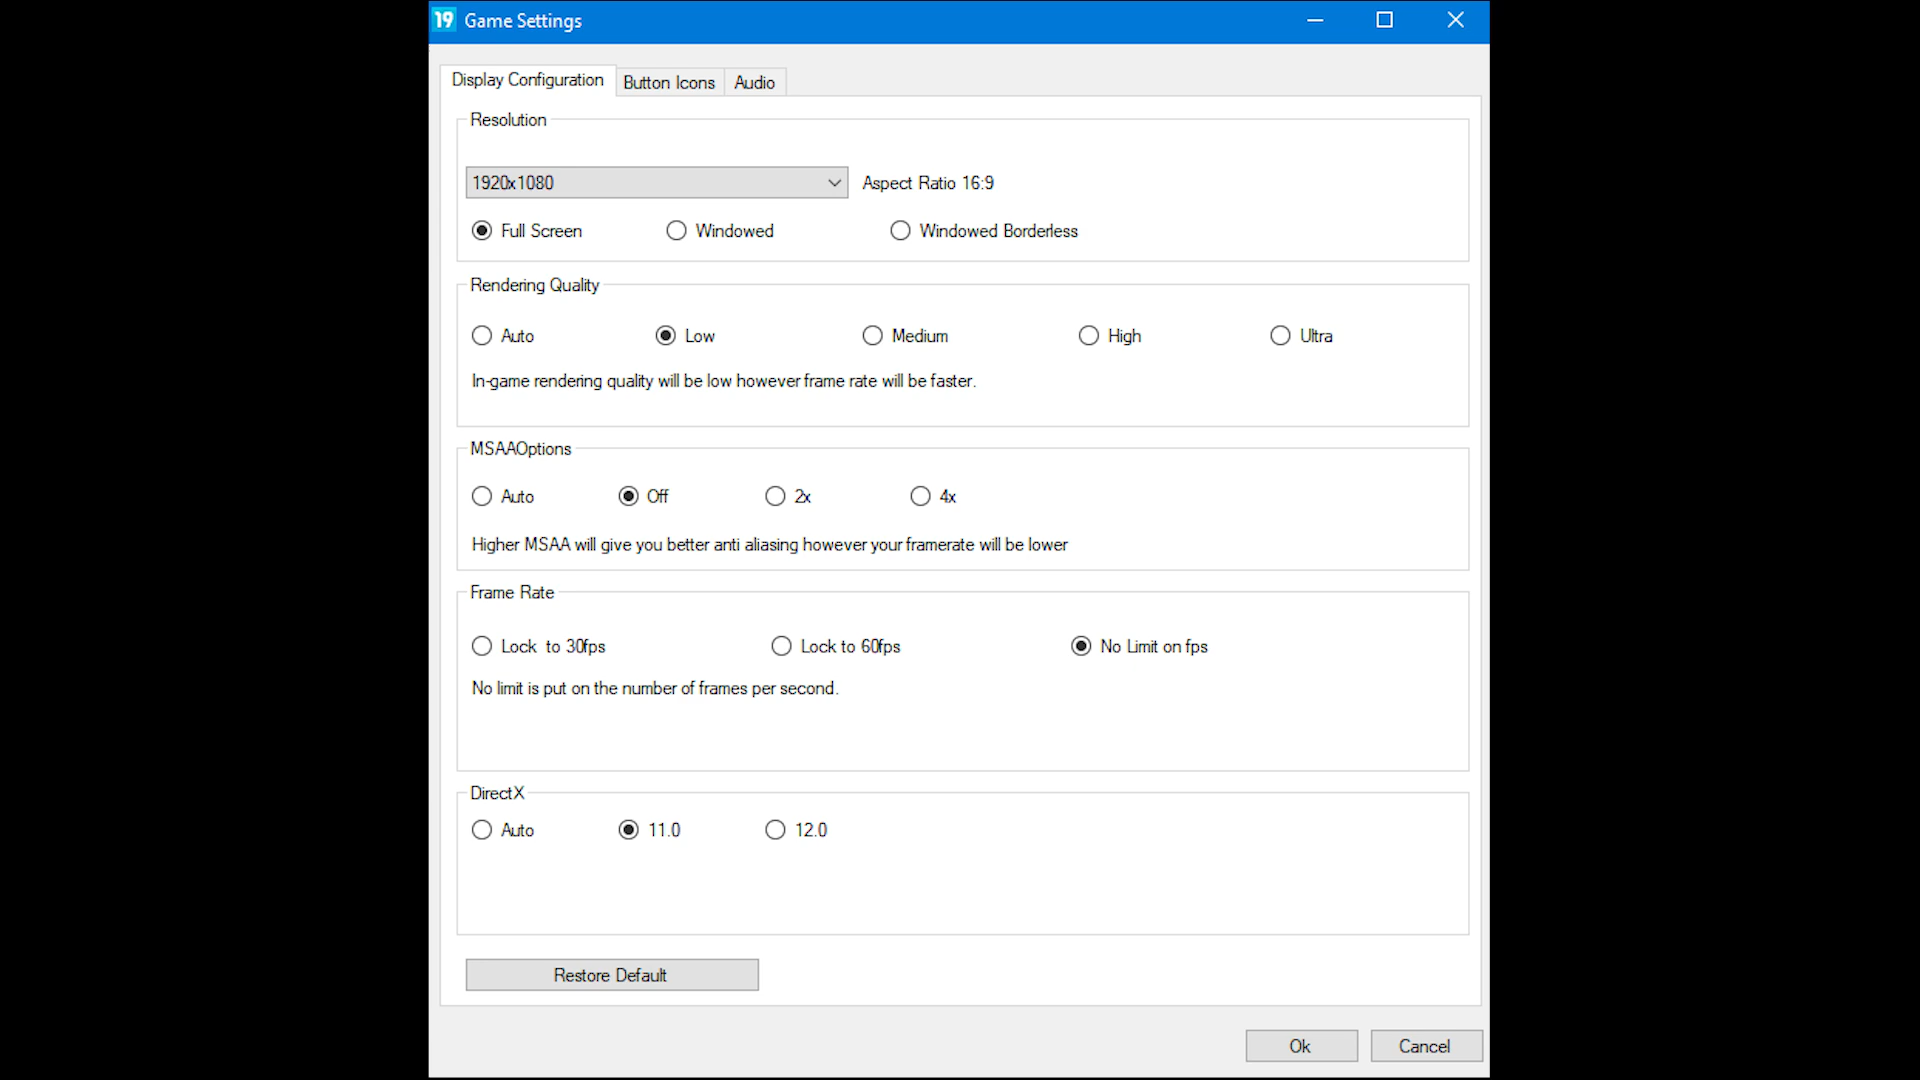 19 Game Settings
Display Configuration Button Icons Audio
Resolution
1920x1080 Aspect Ratio 16:9
Full Screen Windowed Windowed Borderless
Rendering Quality
Auto Low Medium High Ultra
In-game rendering quality will be low however frame rate will be faster.
MSAAOptions
Auto Off 2x 4x
Higher MSAA will give you better anti aliasing however your framerate will be lower
Frame Rate
Lock to 30fps Lock to 60fps No Limit on fps
No limit is put on the number of frames per second.
DirectX
Auto 11.0 12.0
Restore Default
Ok Cancel